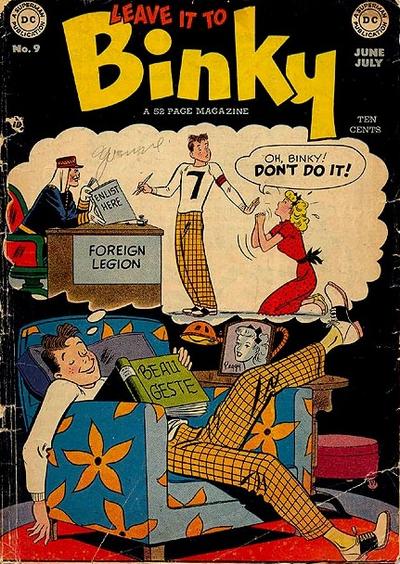 A SUPERMAN
DC
PUBLICATION
LEAVE IT TO
A SUPERMAN
DC
PUBLICATION
No. 9
Binky
JUNE
JULY
A 52 PAGE MAGAZINE
TEN
CENTS
ENLIST
HERE
7
OH, BINKY!
DON'T DO IT!
FOREIGN
LEGION
BEAU
GESTE
Peggy